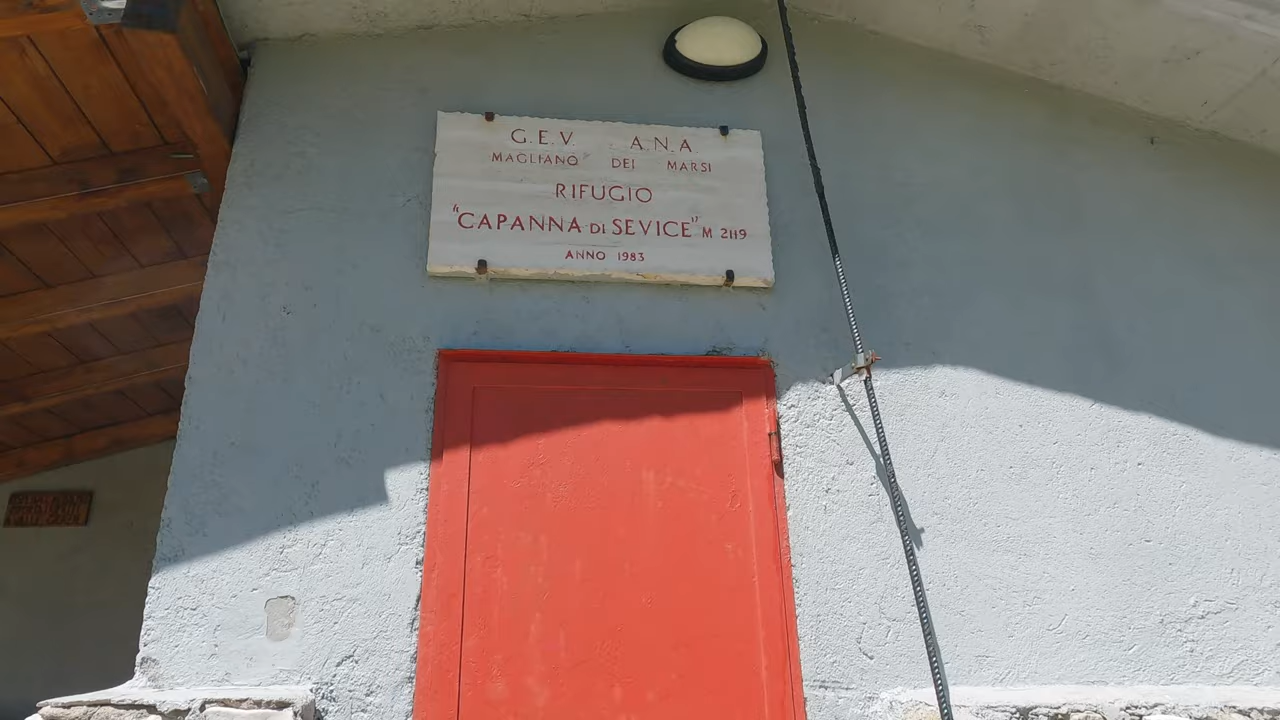 G.E.V. A.N.A.
MAGLIANO DEI MARSI
RIFUGIO
"CAPANNA DI SEVICE" M 2119
ANNO 1983